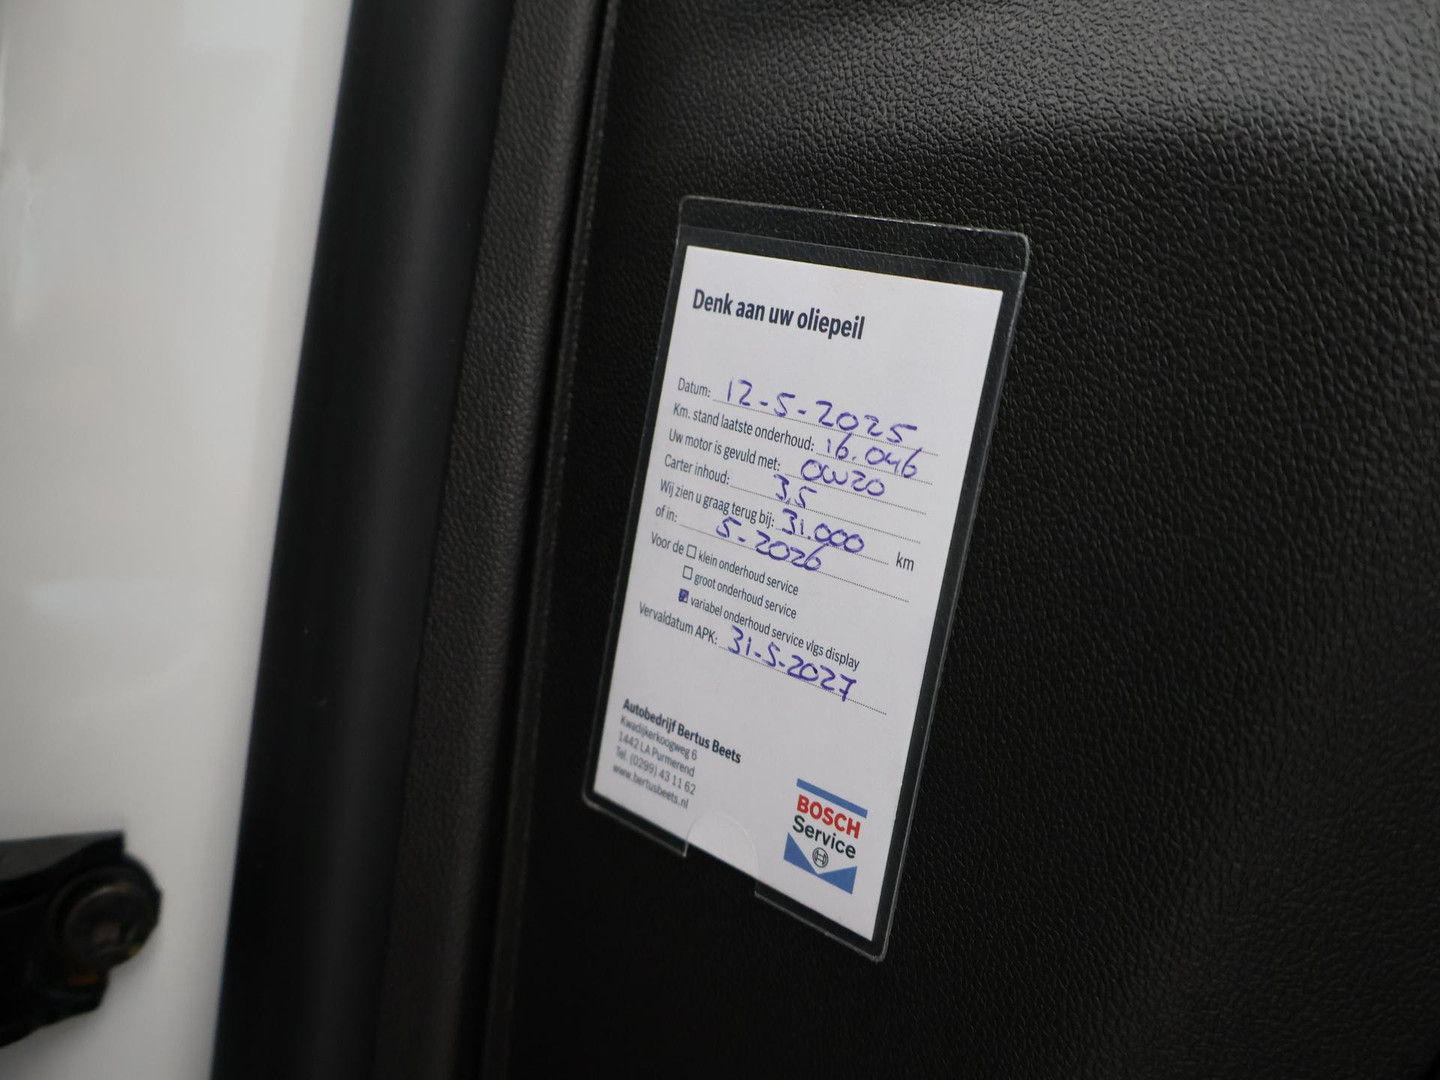 Denk aan uw oliepeil
Datum: 12-5-2025
Km. stand laatste onderhoud: 16.046
Uw motor is gevuld met: 0W20
Carter inhoud: 3,5
Wij zien u graag terug bij: 31.000 km
of in: 5-2026
Voor de klein onderhoud service
groot onderhoud service
variabel onderhoud service vlgs display
Vervaldatum APK: 31-5-2027
Autobedrijf Bertus Beets
Kwadijkerkoogweg 6
1442 LA Purmerend
Tel. (0299) 43 11 62
www.bertusbeets.nl
BOSCH
Service